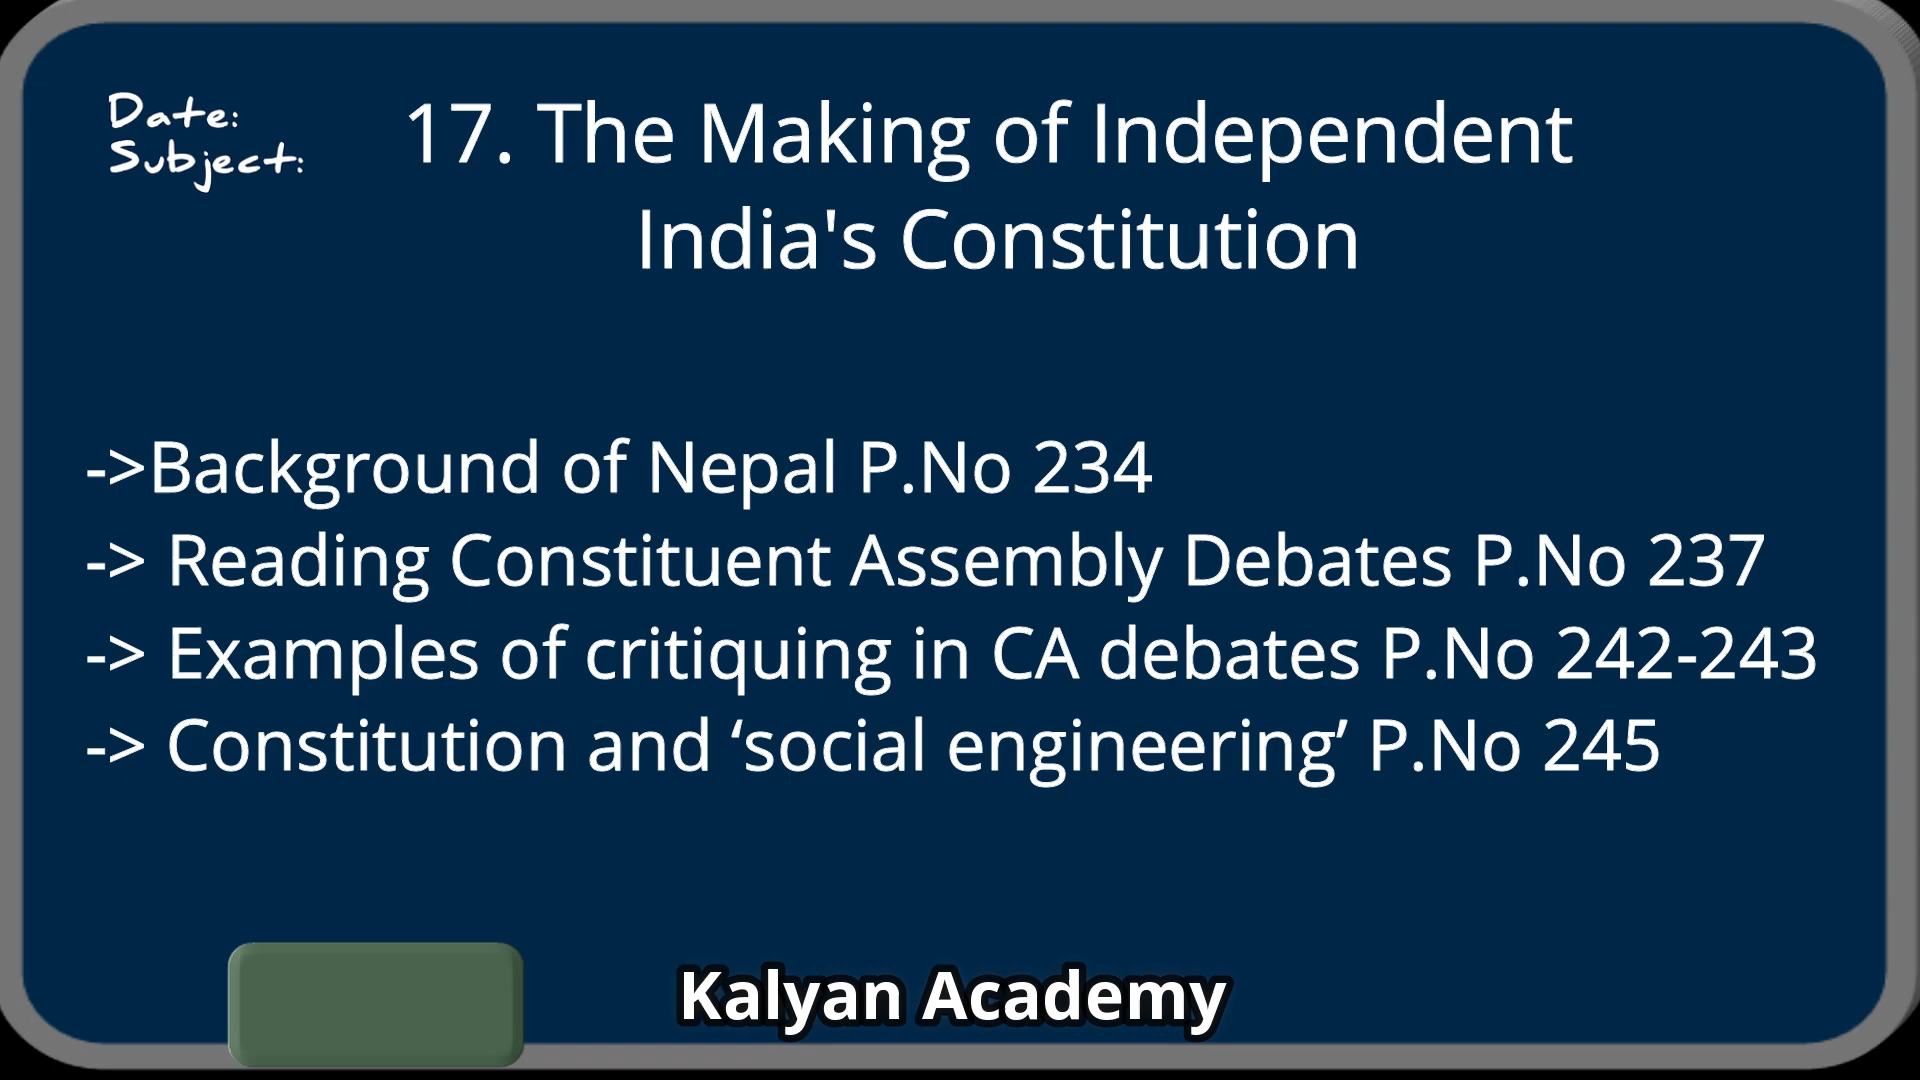 Date:
Subject:
17. The Making of Independent
India's Constitution
->Background of Nepal P.No 234
-> Reading Constituent Assembly Debates P.No 237
-> Examples of critiquing in CA debates P.No 242-243
-> Constitution and ‘social engineering’ P.No 245
Kalyan Academy